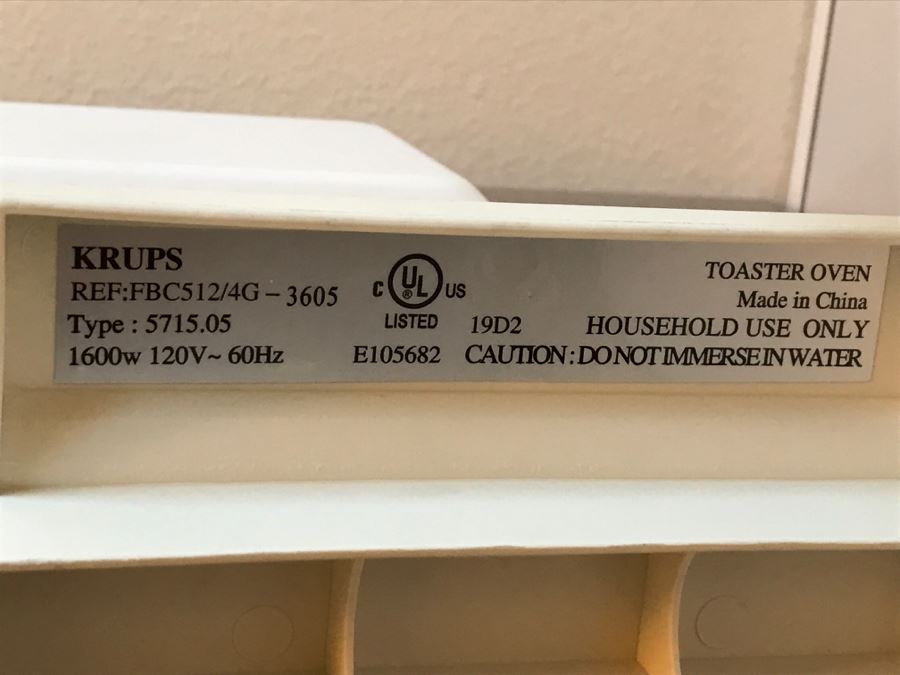 KRUPS
REF:FBC512/4G-3605
Type : 5715.05
1600w 120V~ 60Hz
C UL ® US
LISTED
E105682
19D2
TOASTER OVEN
Made in China
HOUSEHOLD USE ONLY
CAUTION : DO NOT IMMERSE IN WATER